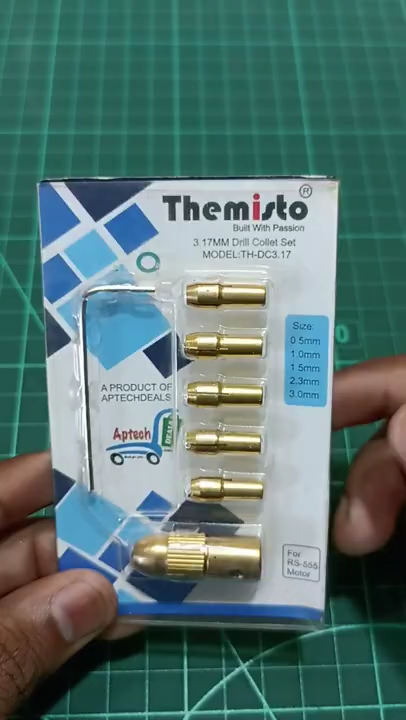 Themisto®
Built With Passion
3.17MM Drill Collet Set
MODEL:TH-DC3.17
Size:
0.5mm
1.0mm
1.5mm
2.3mm
3.0mm
A PRODUCT OF
APTECHDEALS
Aptech
DEALS
For
RS-555
Motor